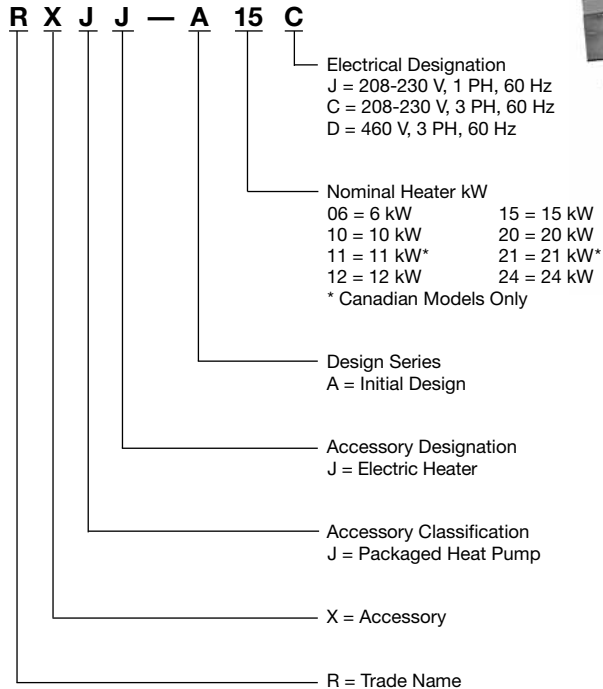 R X J J — A 15 C
Electrical Designation
J = 208-230 V, 1 PH, 60 Hz
C = 208-230 V, 3 PH, 60 Hz
D = 460 V, 3 PH, 60 Hz
Nominal Heater kW
06 = 6 kW 15 = 15 kW
10 = 10 kW 20 = 20 kW
11 = 11 kW* 21 = 21 kW*
12 = 12 kW 24 = 24 kW
* Canadian Models Only
Design Series
A = Initial Design
Accessory Designation
J = Electric Heater
Accessory Classification
J = Packaged Heat Pump
X = Accessory
R = Trade Name